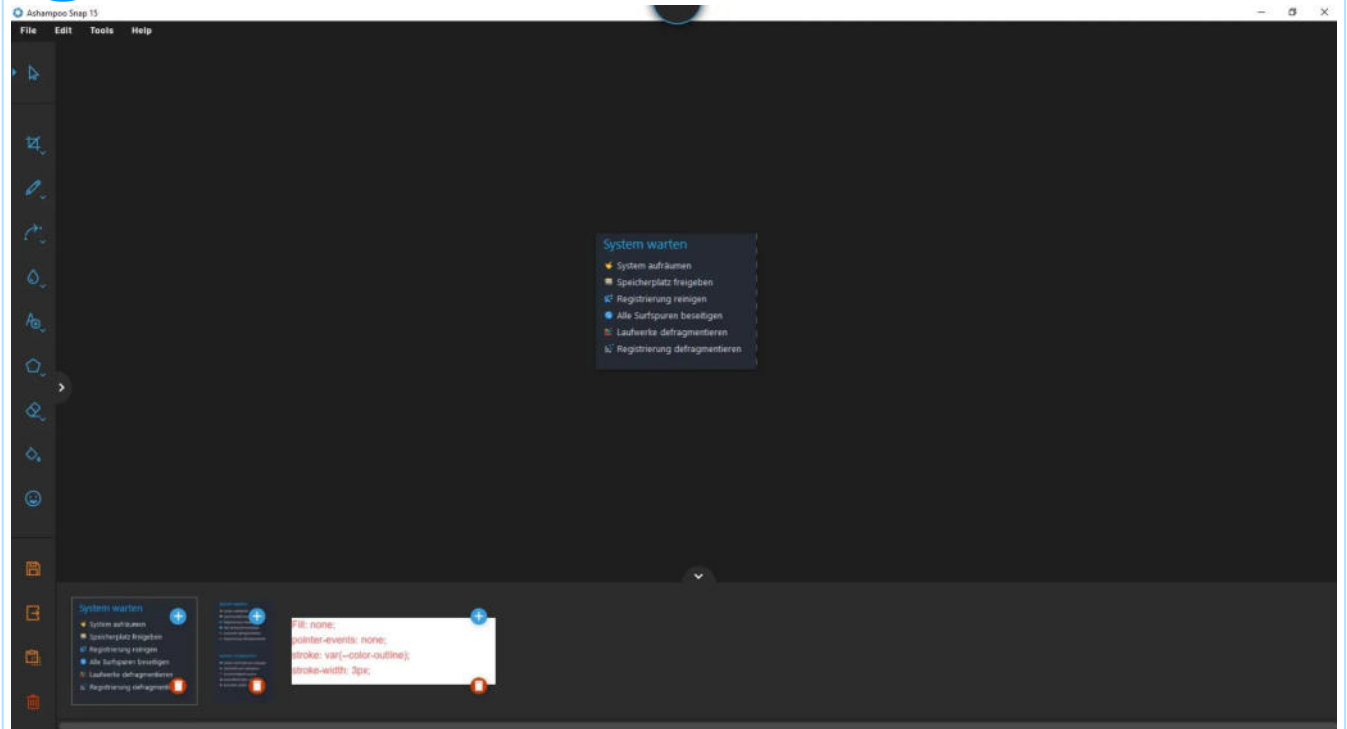 Ashampoo Snap 15
File Edit Tools Help
System warten
System aufräumen
Speicherplatz freigeben
Registrierung reinigen
Alle Surfspuren beseitigen
Laufwerke defragmentieren
Registrierung defragmentieren
System warten
System aufräumen
Speicherplatz freigeben
Registrierung reinigen
Alle Surfspuren beseitigen
Laufwerke defragmentieren
Registrierung defragmenti
Fill: none;
pointer-events: none;
stroke: var(--color-outline);
stroke-width: 3px;